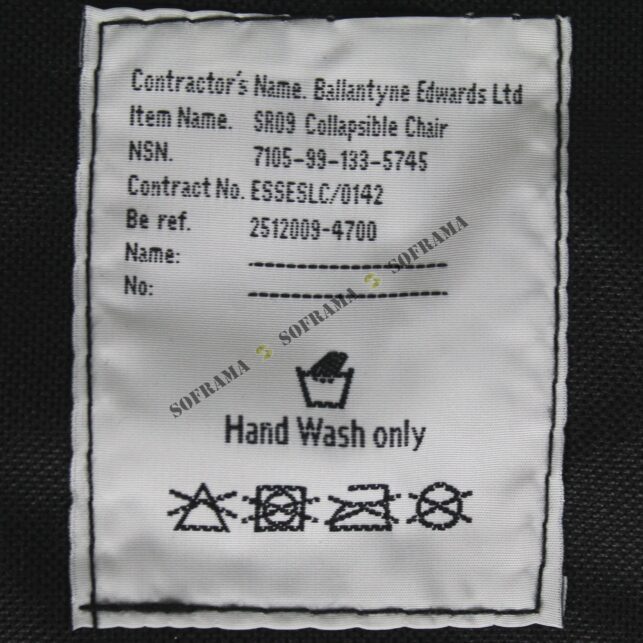 Contractor's Name. Ballantyne Edwards Ltd
Item Name. SR09 Collapsible Chair
NSN. 7105-99-133-5745
Contract No. ESSESLC/0142
Be ref. 2512009-4700
Name:
No:
SOFRAMA SOFRAMA SOFRAMA
Hand Wash only